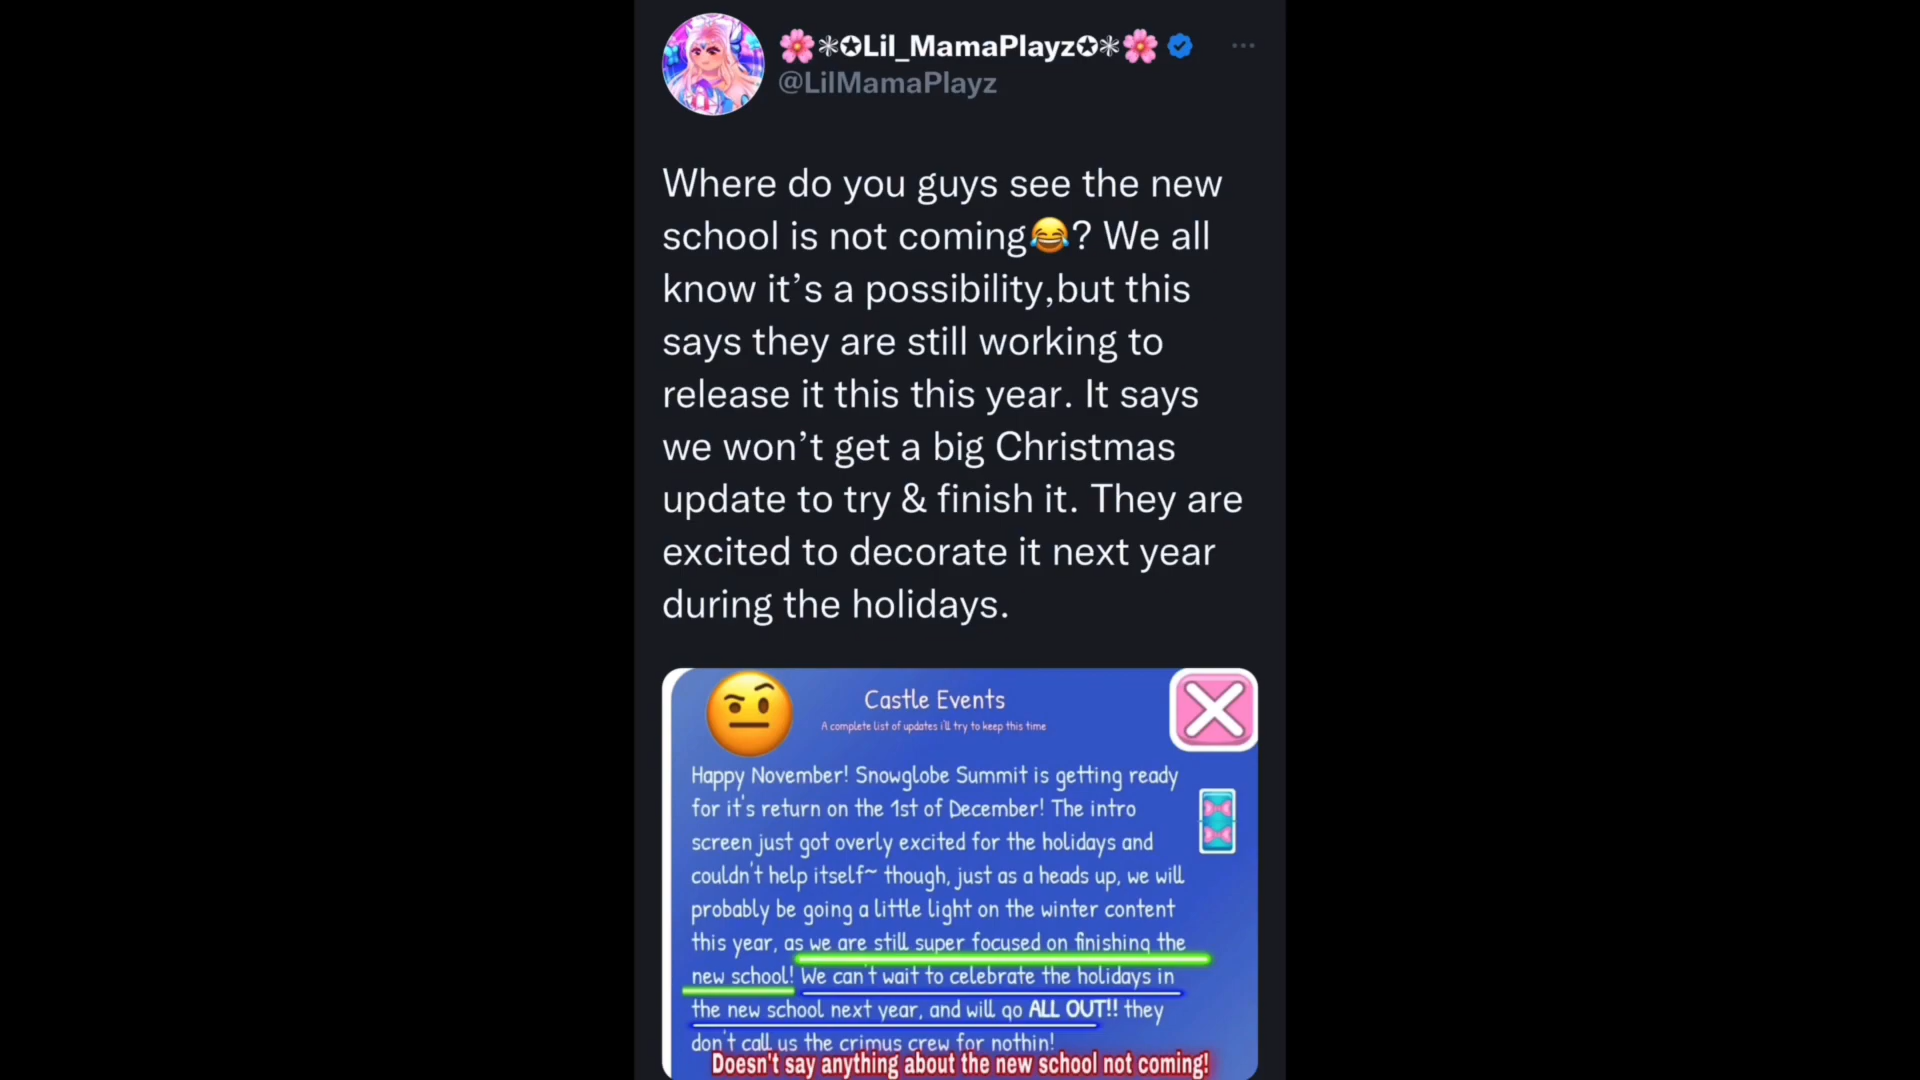 🌸❃✪Lil_MamaPlayz✪❃🌸
@LilMamaPlayz
Where do you guys see the new
school is not coming😂? We all
know it’s a possibility,but this
says they are still working to
release it this this year. It says
we won’t get a big Christmas
update to try & finish it. They are
excited to decorate it next year
during the holidays.
Castle Events
A complete list of updates i'll try to keep this time
Happy November! Snowglobe Summit is getting ready
for it's return on the 1st of December! The intro
screen just got overly excited for the holidays and
couldn't help itself~ though, just as a heads up, we will
probably be going a little light on the winter content
this year, as we are still super focused on finishing the
new school! We can't wait to celebrate the holidays in
the new school next year, and will go ALL OUT!! they
don't call us the crimus crew for nothin!
Doesn't say anything about the new school not coming!